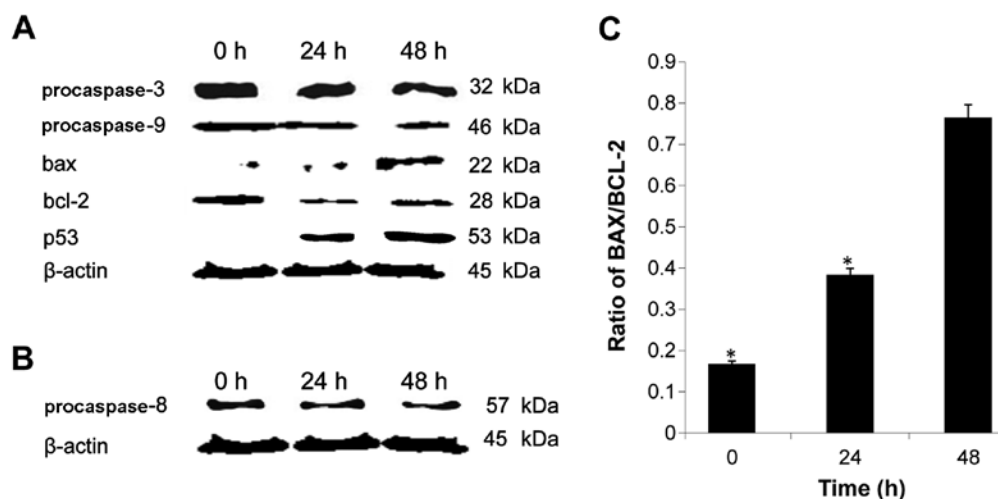 A
0 h 24 h 48 h
procaspase-3 32 kDa
procaspase-9 46 kDa
bax 22 kDa
bcl-2 28 kDa
p53 53 kDa
β-actin 45 kDa
B
0 h 24 h 48 h
procaspase-8 57 kDa
β-actin 45 kDa
C
Ratio of BAX/BCL-2
0.9
0.8
0.7
0.6
0.5
0.4
0.3
0.2
0.1
0
*
*
0 24 48
Time (h)